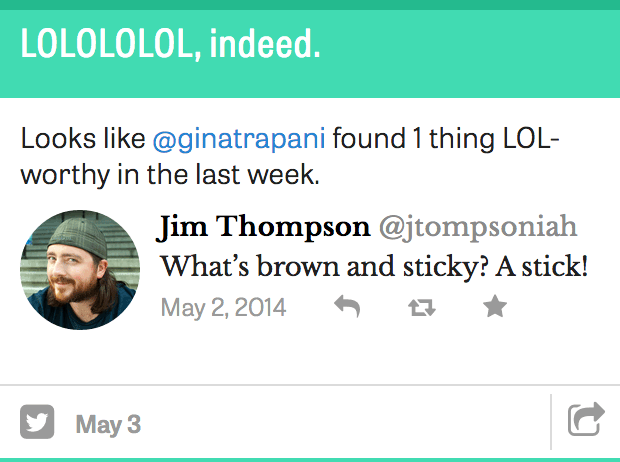 LOLOLOLOL, indeed.
Looks like @ginatrapani found 1 thing LOL-
worthy in the last week.
Jim Thompson @jtompsoniah
What’s brown and sticky? A stick!
May 2, 2014
May 3